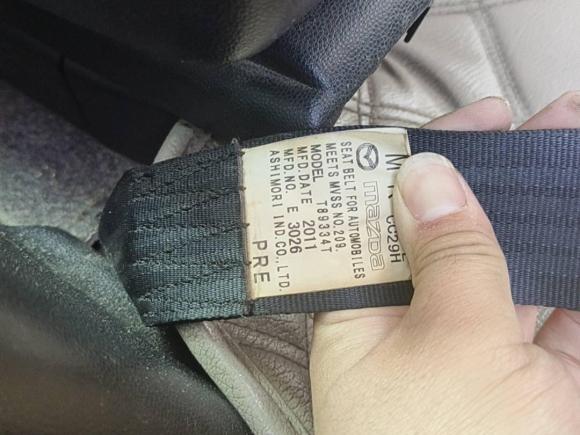 mazda
SEAT BELT FOR AUTOMOBILES
MEETS MVSS NO. 209.
MODEL T89334T
MFD. DATE 2011
MFD. NO. E 3026
ASHIMORI IND CO., LTD.
PRE